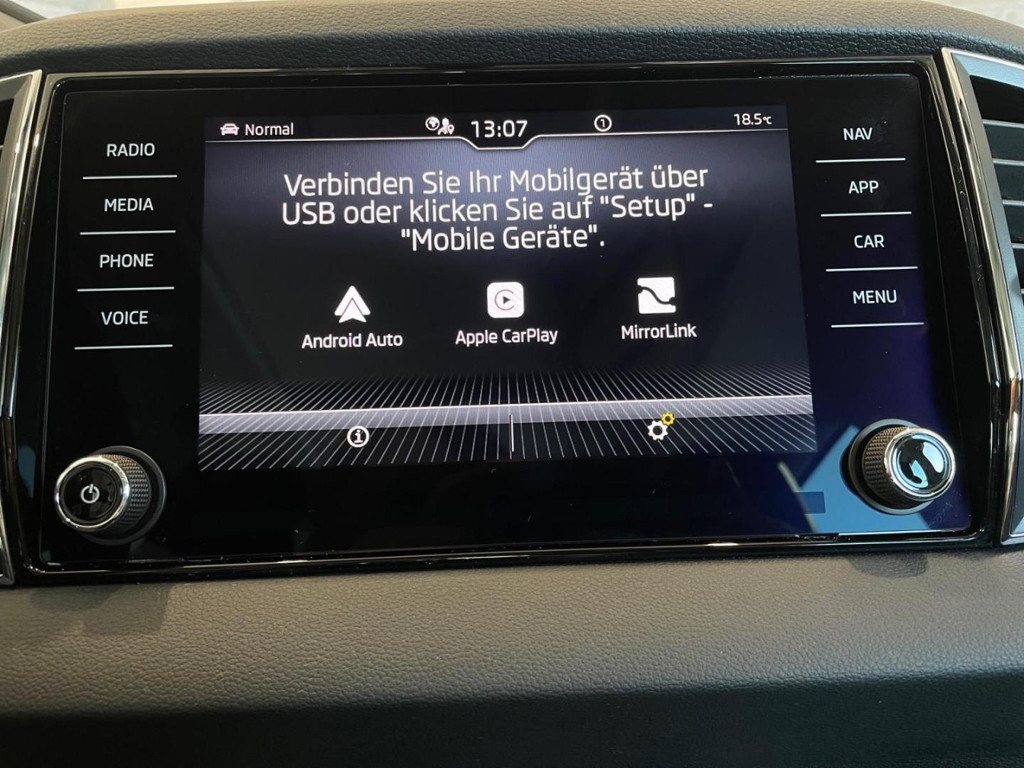 Normal
13:07
1
18.5°C
RADIO
MEDIA
PHONE
VOICE
Verbinden Sie Ihr Mobilgerät über
USB oder klicken Sie auf "Setup" -
"Mobile Geräte".
Android Auto
Apple CarPlay
MirrorLink
NAV
APP
CAR
MENU